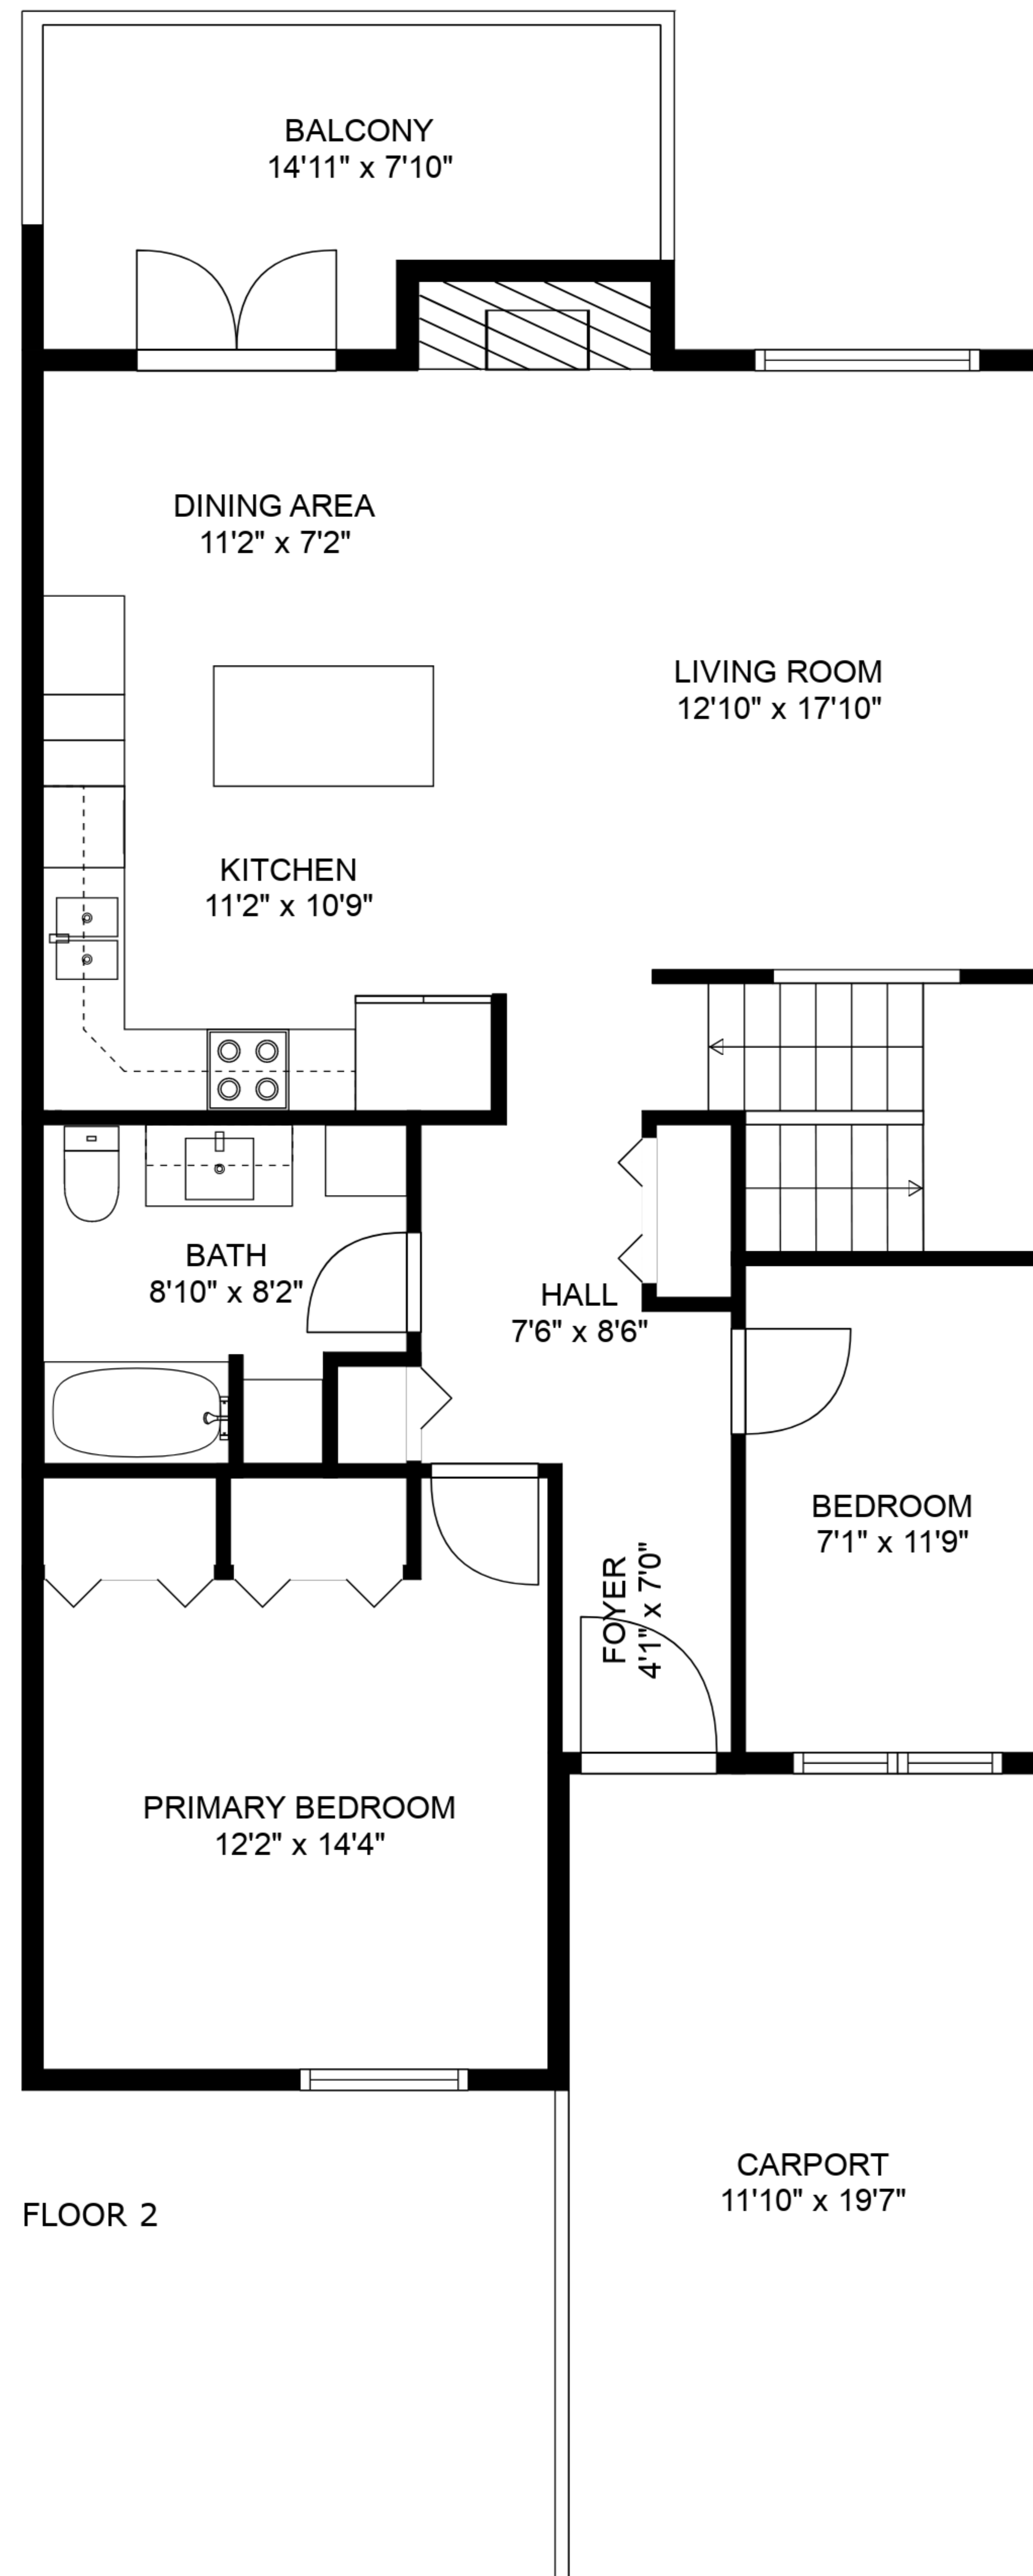 BALCONY
14'11" x 7'10"
DINING AREA
11'2" x 7'2"
LIVING ROOM
12'10" x 17'10"
KITCHEN
11'2" x 10'9"
BATH
8'10" x 8'2"
HALL
7'6" x 8'6"
BEDROOM
7'1" x 11'9"
FOYER
4'1" x 7'0"
PRIMARY BEDROOM
12'2" x 14'4"
CARPORT
11'10" x 19'7"
FLOOR 2